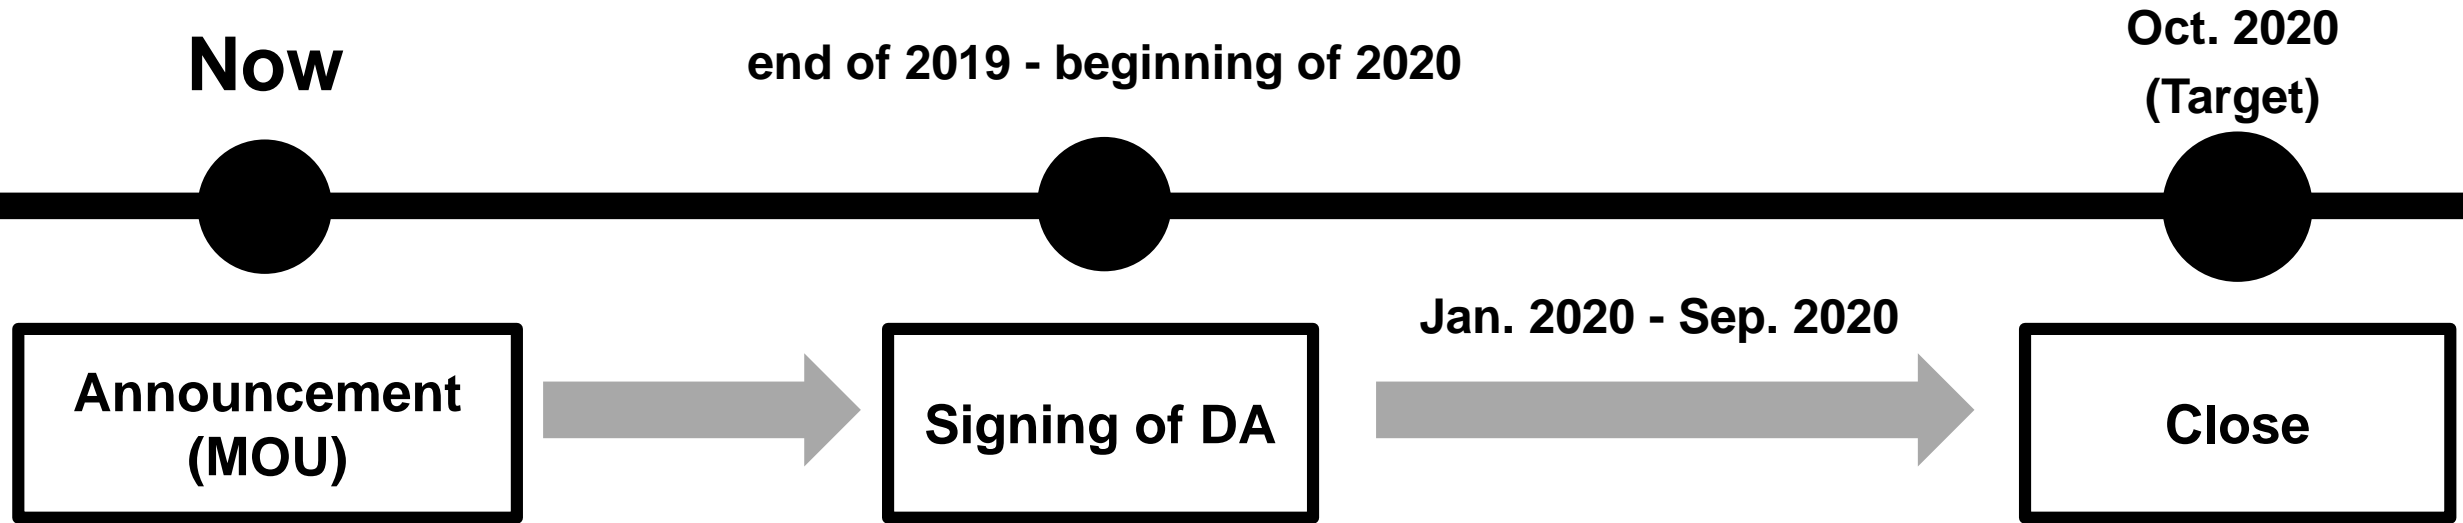 Now
end of 2019 - beginning of 2020
Oct. 2020
(Target)
Jan. 2020 - Sep. 2020
Announcement
(MOU)
Signing of DA
Close